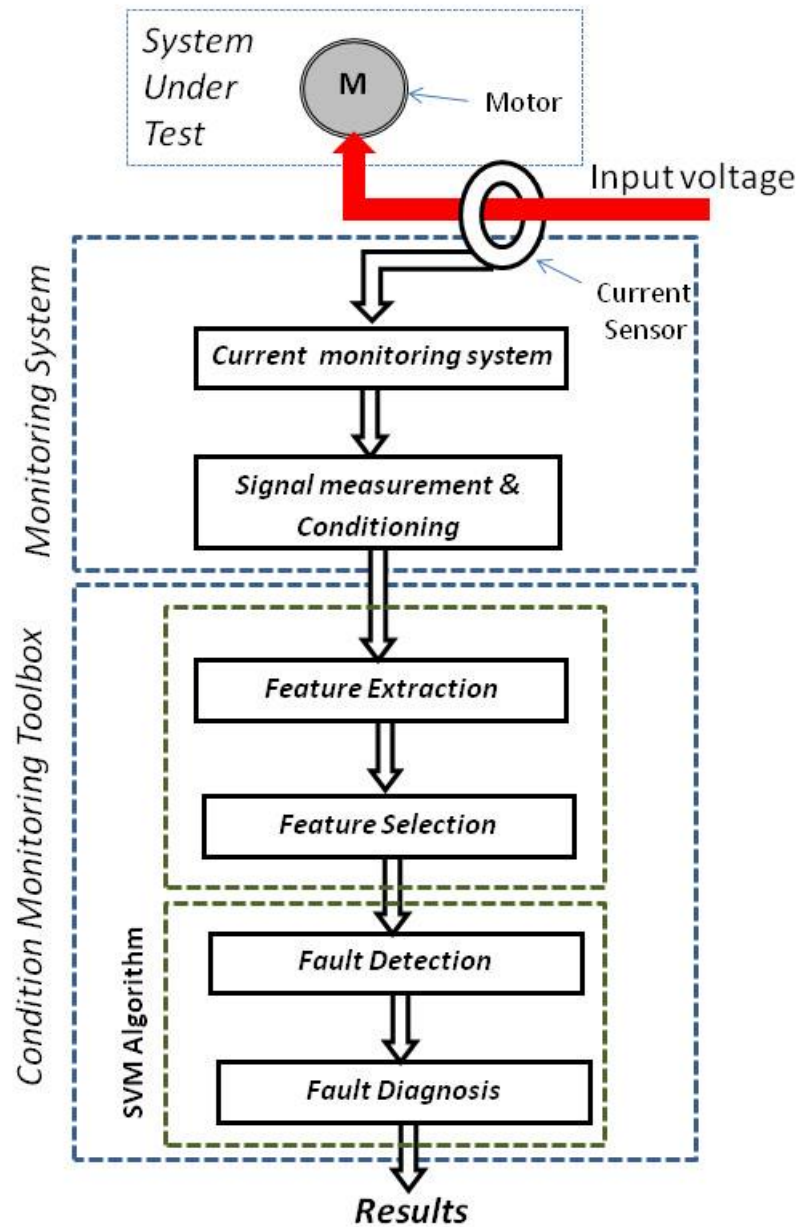 System
Under
Test
M
Motor
Input voltage
Current
Sensor
Monitoring System
Current monitoring system
Signal measurement &
Conditioning
Condition Monitoring Toolbox
Feature Extraction
Feature Selection
SVM Algorithm
Fault Detection
Fault Diagnosis
Results